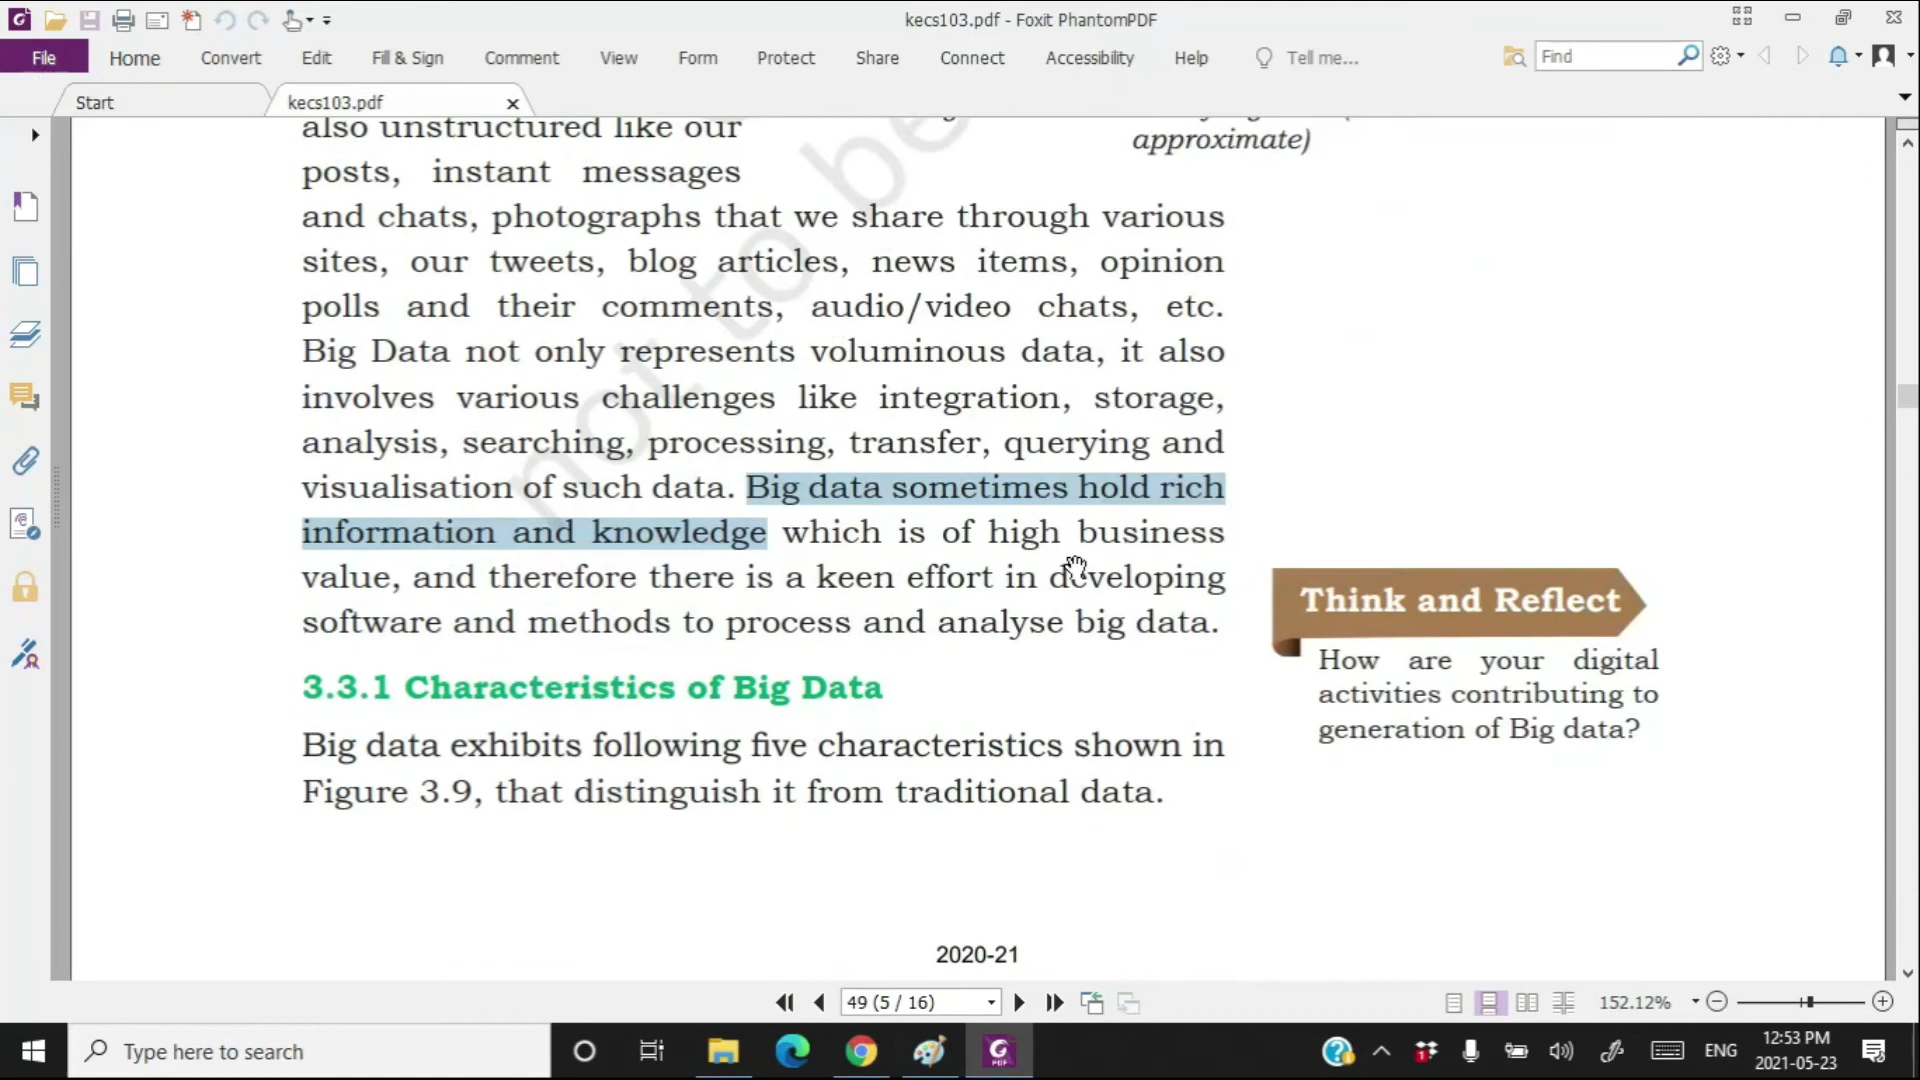 kecs103.pdf - Foxit PhantomPDF
File Home Convert Edit Fill & Sign Comment View Form Protect Share Connect Accessibility Help Tell me... Find
Start kecs103.pdf
also unstructured like our
posts, instant messages
approximate)
and chats, photographs that we share through various
sites, our tweets, blog articles, news items, opinion
polls and their comments, audio/video chats, etc.
Big Data not only represents voluminous data, it also
involves various challenges like integration, storage,
analysis, searching, processing, transfer, querying and
visualisation of such data. Big data sometimes hold rich
information and knowledge which is of high business
value, and therefore there is a keen effort in developing
software and methods to process and analyse big data.
3.3.1 Characteristics of Big Data
Big data exhibits following five characteristics shown in
Figure 3.9, that distinguish it from traditional data.
Think and Reflect
How are your digital
activities contributing to
generation of Big data?
not to be
2020-21
49 (5 / 16) 152.12%
Type here to search
ENG
12:53 PM
2021-05-23